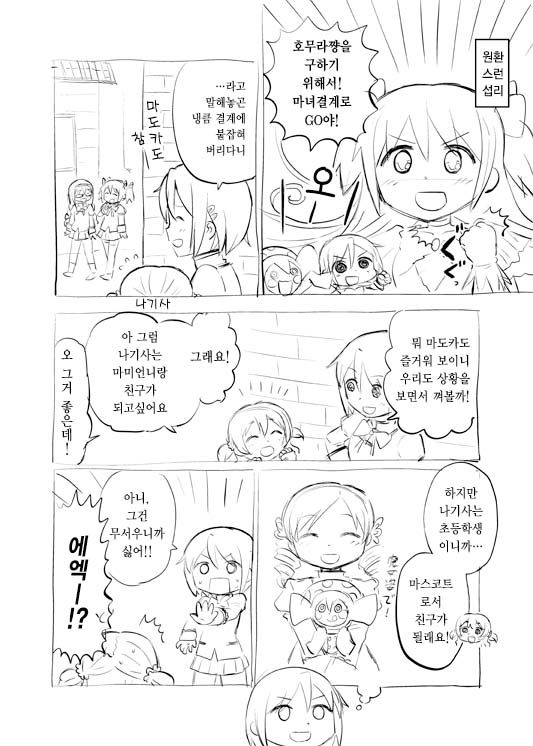 원환
스런
섭리
호무라쨩을
구하기
위해서!
마녀결계로
GO야!
오
…라고
말해놓곤
냉큼 결계에
붙잡혀
버리다니
마도카도
참
나기사
뭐 마도카도
즐거워 보이니
우리도 상황을
보면서 껴볼까!
그래요!
아 그럼
나기사는
마미언니랑
친구가
되고싶어요
오 그거 좋은데!
하지만
나기사는
초등학생
이니까…
마스코트
로서
친구가
될래요!
아니,
그건
무서우니까
싫어!!
에엑ー!?